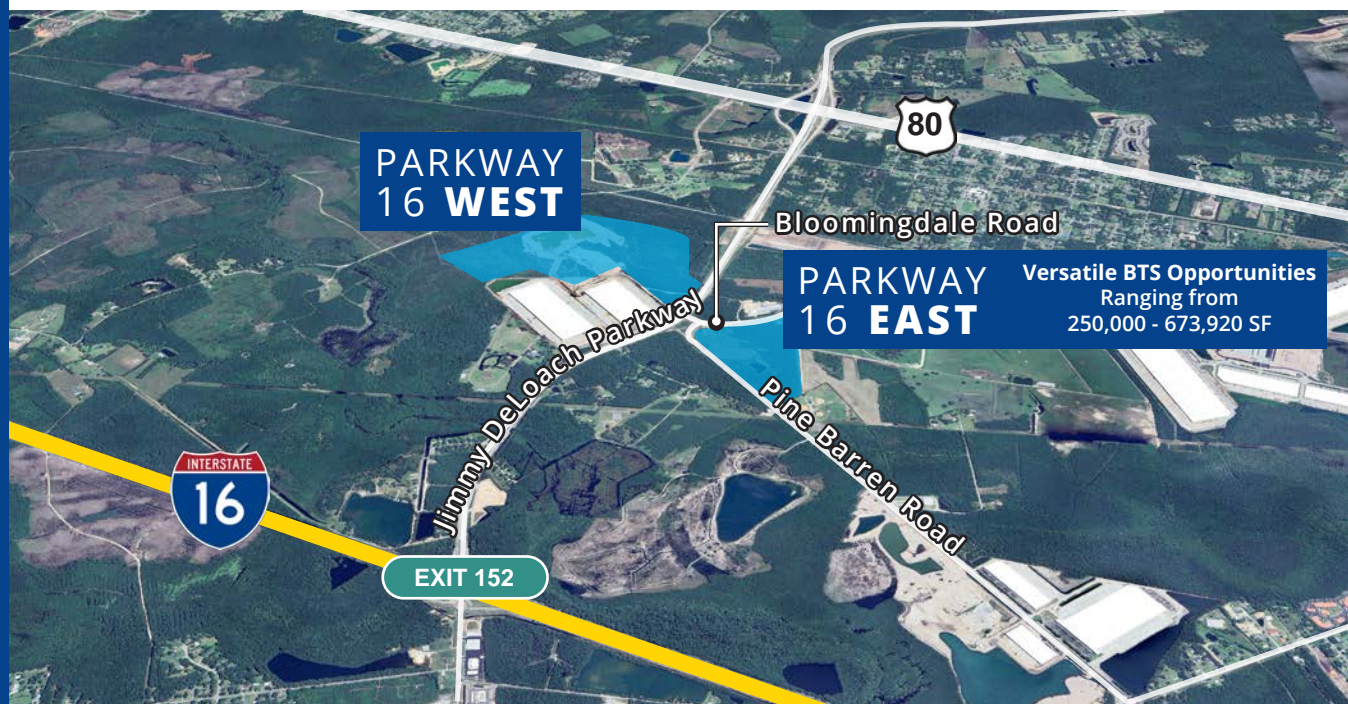 80
PARKWAY
16 WEST
Bloomingdale Road
PARKWAY
16 EAST
Versatile BTS Opportunities
Ranging from
250,000 - 673,920 SF
Jimmy DeLoach Parkway
Pine Barren Road
INTERSTATE
16
EXIT 152